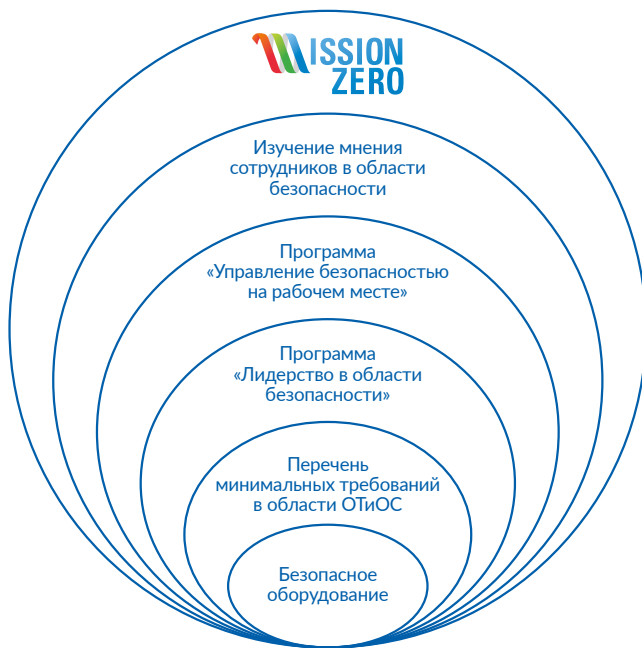 MISSION
ZERO
Изучение мнения
сотрудников в области
безопасности
Программа
«Управление безопасностью
на рабочем месте»
Программа
«Лидерство в области
безопасности»
Перечень
минимальных требований
в области ОТиОС
Безопасное
оборудование